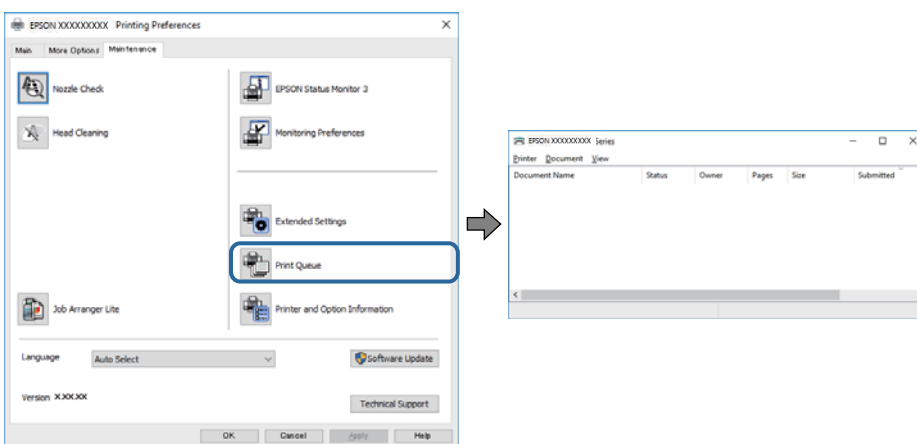 EPSON XXXXXXXXX Printing Preferences
Main More Options Maintenance
Nozzle Check
EPSON Status Monitor 3
Head Cleaning
Monitoring Preferences
Extended Settings
Print Queue
Job Arranger Lite
Printer and Option Information
Language Auto Select
Software Update
Version X.XX.XX
Technical Support
OK Cancel Apply Help
EPSON XXXXXXXXX Series
Printer Document View
Document Name Status Owner Pages Size Submitted